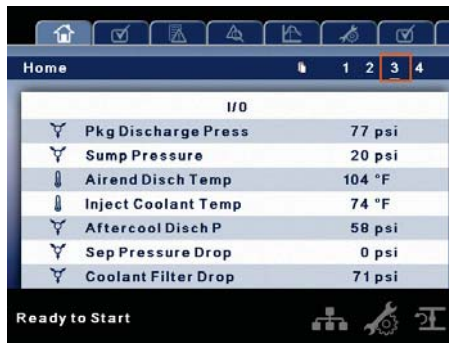 Home 1 2 3 4
I/O
Pkg Discharge Press 77 psi
Sump Pressure 20 psi
Airend Disch Temp 104 °F
Inject Coolant Temp 74 °F
Aftercool Disch P 58 psi
Sep Pressure Drop 0 psi
Coolant Filter Drop 71 psi
Ready to Start